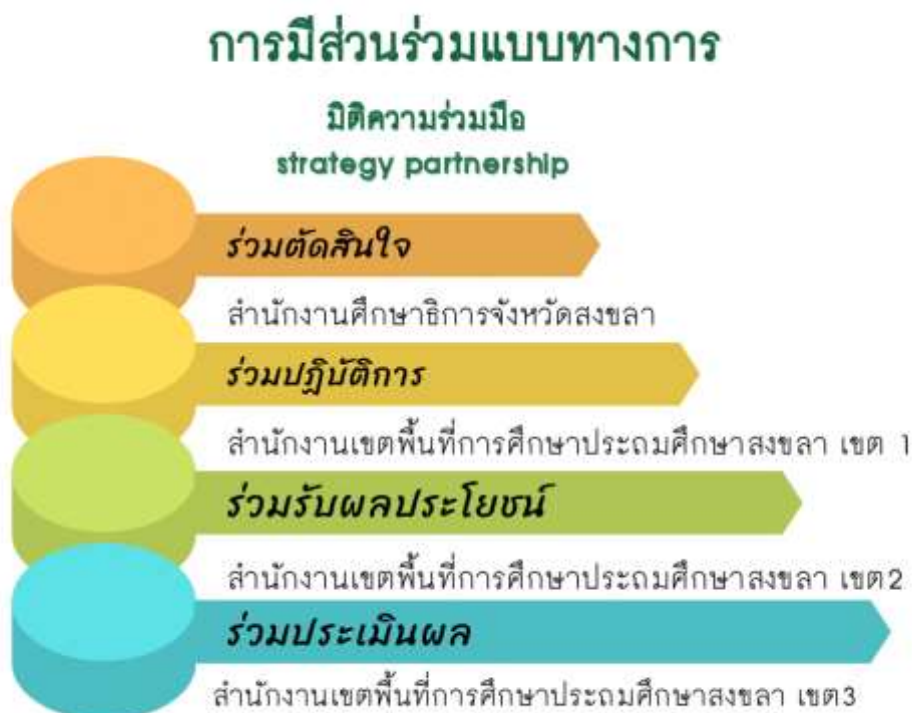 การมีส่วนร่วมแบบทางการ
มิติความร่วมมือ
strategy partnership
ร่วมตัดสินใจ
สำนักงานศึกษาธิการจังหวัดสงขลา
ร่วมปฏิบัติการ
สำนักงานเขตพื้นที่การศึกษาประถมศึกษาสงขลา เขต 1
ร่วมรับผลประโยชน์
สำนักงานเขตพื้นที่การศึกษาประถมศึกษาสงขลา เขต2
ร่วมประเมินผล
สำนักงานเขตพื้นที่การศึกษาประถมศึกษาสงขลา เขต3